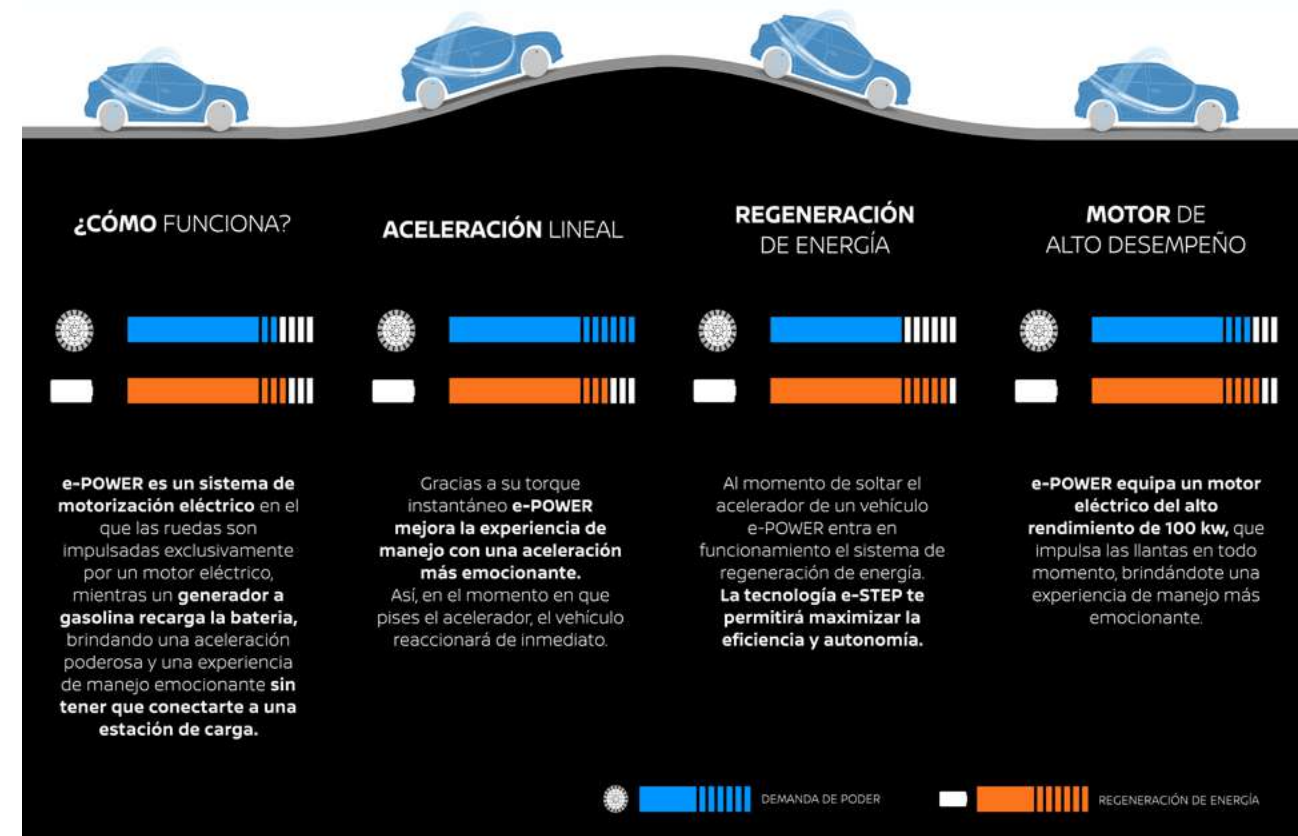 ¿CÓMO FUNCIONA?
e-POWER es un sistema de
motorización eléctrico en el
que las ruedas son
impulsadas exclusivamente
por un motor eléctrico,
mientras un generador a
gasolina recarga la bateria,
brindando una aceleración
poderosa y una experiencia
de manejo emocionante sin
tener que conectarte a una
estación de carga.
ACELERACIÓN LINEAL
Gracias a su torque
instantáneo e-POWER
mejora la experiencia de
manejo con una aceleración
más emocionante.
Así, en el momento en que
pises el acelerador, el vehículo
reaccionará de inmediato.
REGENERACIÓN
DE ENERGÍA
Al momento de soltar el
acelerador de un vehículo
e-POWER entra en
funcionamiento el sistema de
regeneración de energía.
La tecnología e-STEP te
permitirá maximizar la
eficiencia y autonomía.
MOTOR DE
ALTO DESEMPEÑO
e-POWER equipa un motor
eléctrico del alto
rendimiento de 100 kw, que
impulsa las llantas en todo
momento, brindándote una
experiencia de manejo más
emocionante.
DEMANDA DE PODER
REGENERACIÓN DE ENERGÍA